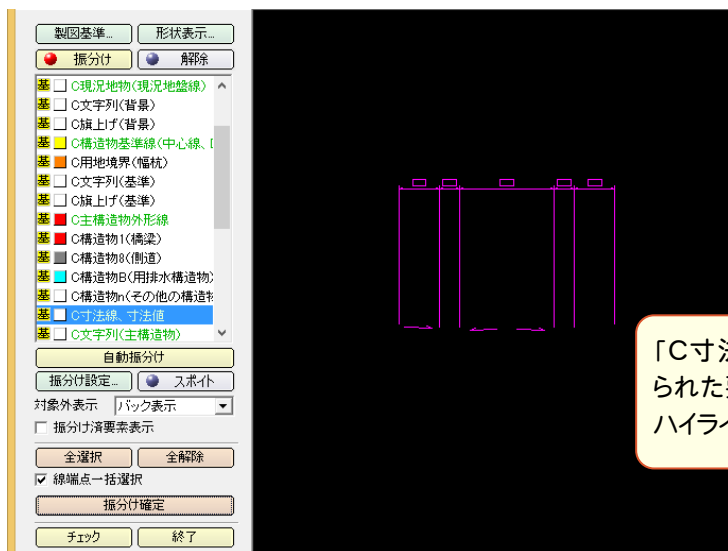 製図基準...
形状表示...
振分け
解除
基 C現況地物(現況地盤線)
基 C文字列(背景)
基 C旗上げ(背景)
基 C構造物基準線(中心線、
基 C用地境界(幅杭)
基 C文字列(基準)
基 C旗上げ(基準)
基 C主構造物外形線
基 C構造物1(橋梁)
基 C構造物8(側道)
基 C構造物B(用排水構造物)
基 C構造物n(その他の構造物
基 C寸法線、寸法値
基 C文字列(主構造物)
自動振分け
振分け設定...
スポイト
対象外表示 バック表示
振分け済要素表示
全選択
全解除
線端点一括選択
振分け確定
チェック
終了
「C寸法
られた
ハイライ